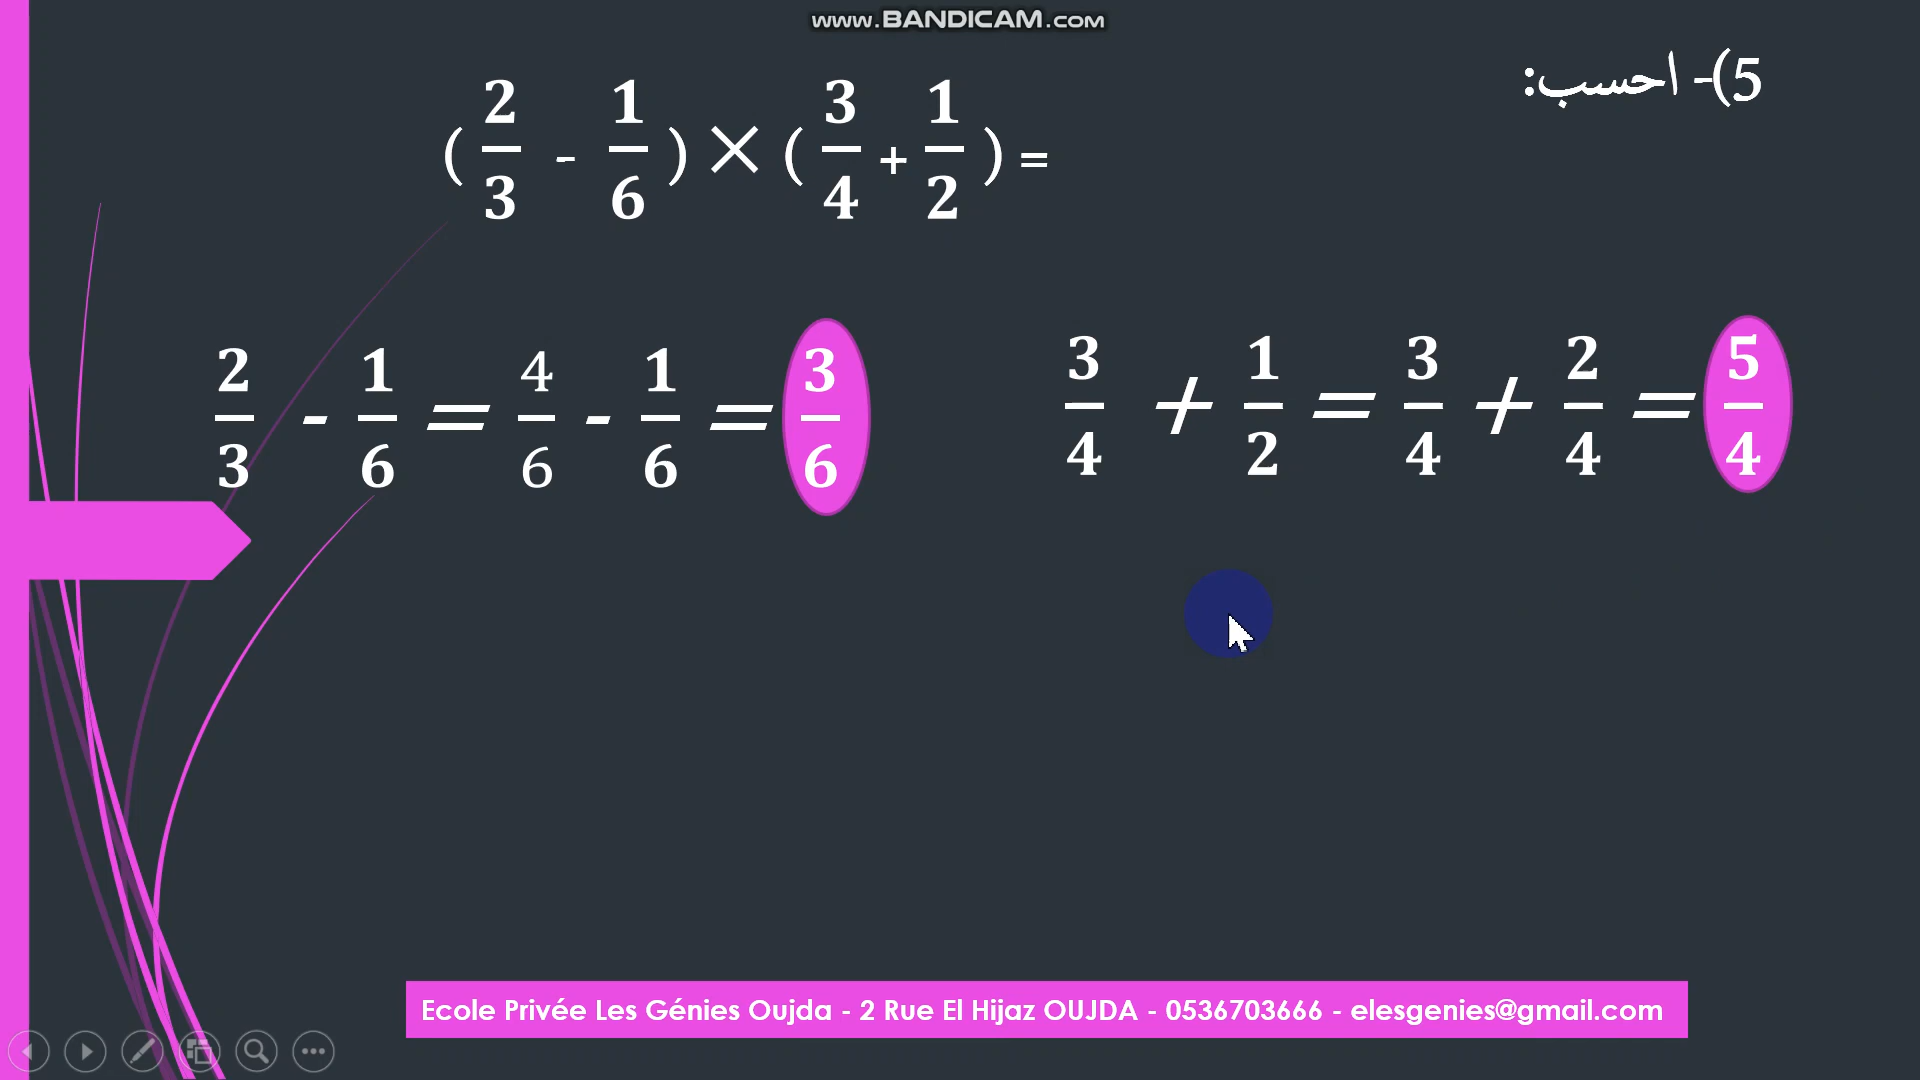 www.BANDICAM.com
5)- احسب:
( 2/3 - 1/6 ) × ( 3/4 + 1/2 ) =
2/3 - 1/6 = 4/6 - 1/6 = 3/6
3/4 + 1/2 = 3/4 + 2/4 = 5/4
Ecole Privée Les Génies Oujda - 2 Rue El Hijaz OUJDA - 0536703666 - elesgenies@gmail.com